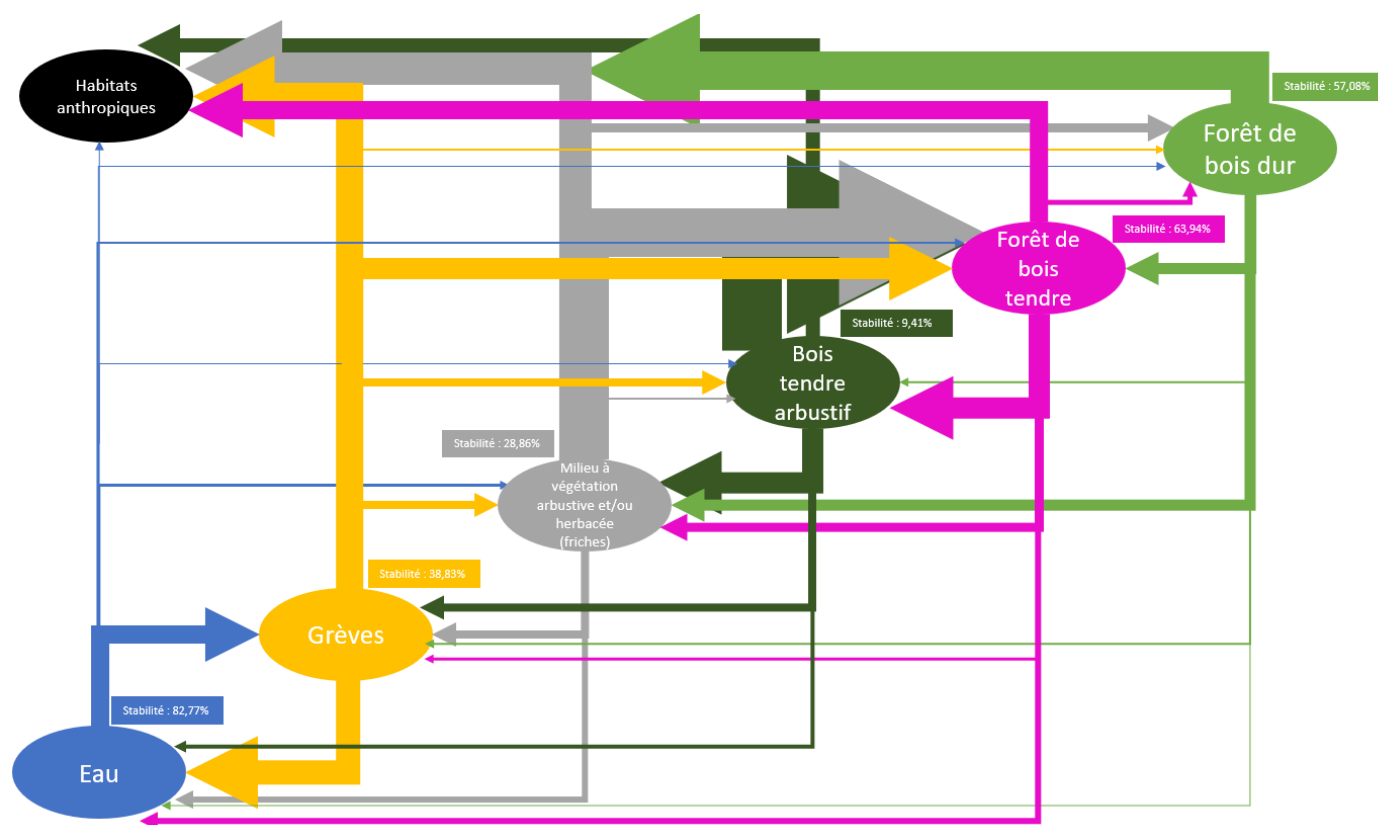 Habitats
anthropiques
Stabilité : 57,08%
Forêt de
bois dur
Stabilité : 63,94%
Forêt de
bois
tendre
Stabilité : 9,41%
Bois
tendre
arbustif
Stabilité : 28,86%
Milieu à
végétation
arbustive et/ou
herbacée
(friches)
Stabilité : 38,83%
Grèves
Stabilité : 82,77%
Eau